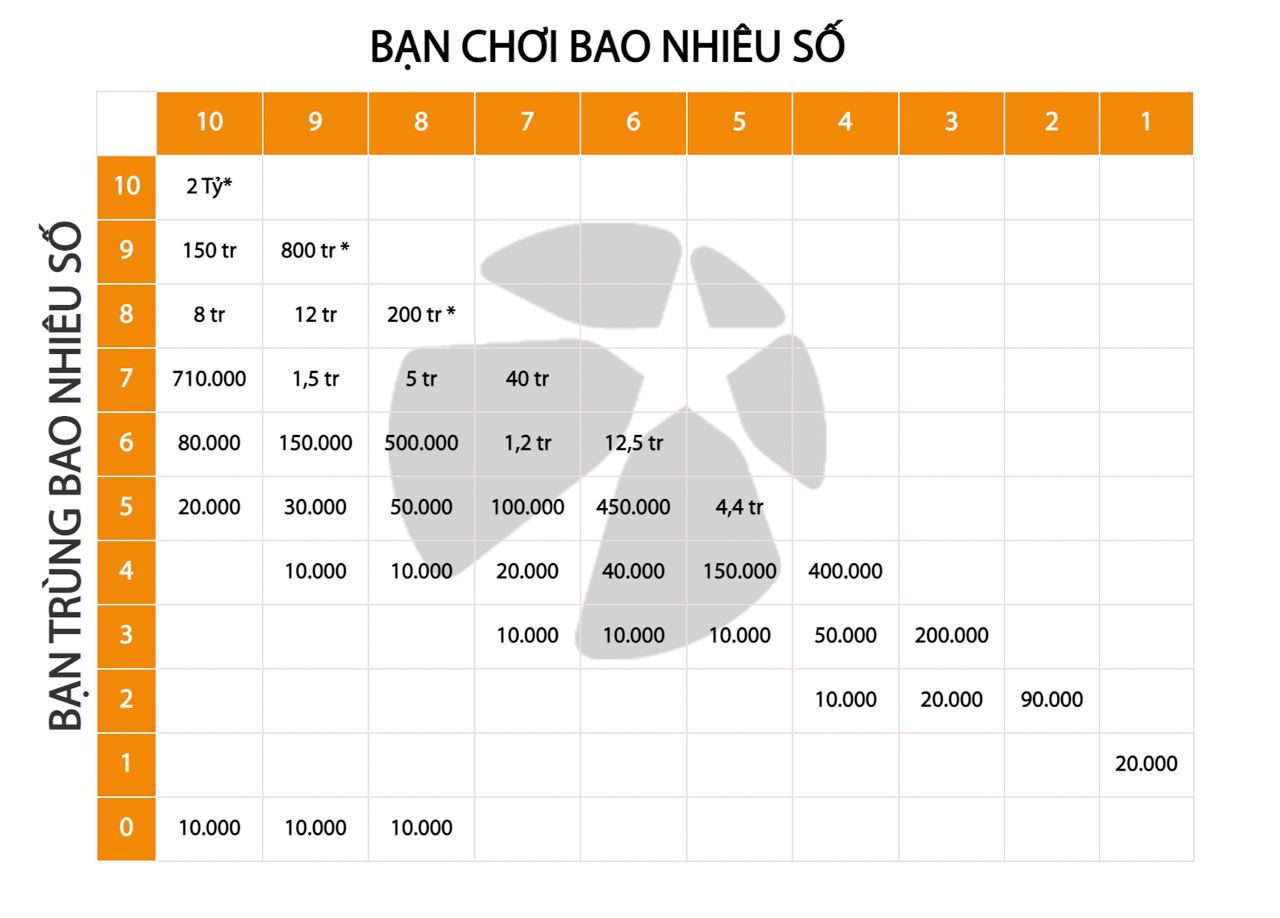 BẠN CHƠI BAO NHIÊU SỐ
BẠN TRÙNG BAO NHIÊU SỐ
10 9 8 7 6 5 4 3 2 1
10 2 Tỷ*
9 150 tr 800 tr *
8 8 tr 12 tr 200 tr *
7 710.000 1,5 tr 5 tr 40 tr
6 80.000 150.000 500.000 1,2 tr 12,5 tr
5 20.000 30.000 50.000 100.000 450.000 4,4 tr
4 10.000 10.000 20.000 40.000 150.000 400.000
3 10.000 10.000 10.000 50.000 200.000
2 10.000 20.000 90.000
1 20.000
0 10.000 10.000 10.000